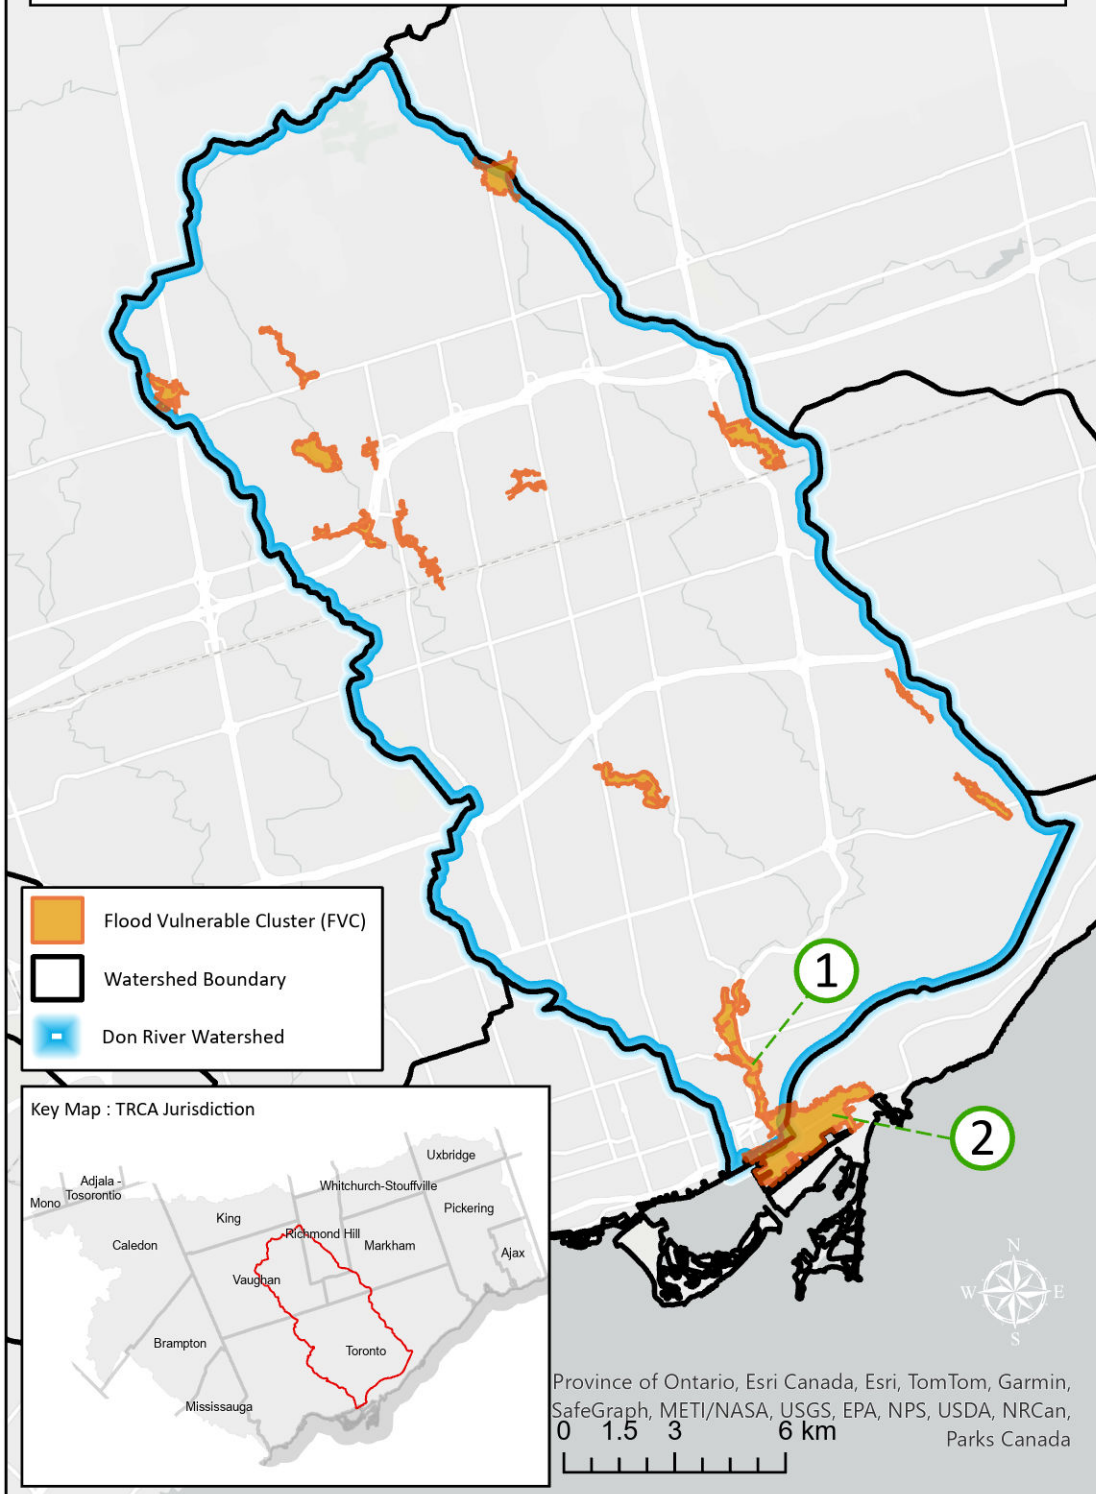 1
2
Flood Vulnerable Cluster (FVC)
Watershed Boundary
Don River Watershed
Key Map : TRCA Jurisdiction
Uxbridge
Adjala -
Tosorontio
Whitchurch-Stouffville
Mono
Pickering
King
Richmond Hill
Caledon
Markham
Ajax
Vaughan
Brampton
Toronto
Mississauga
N
W
E
S
Province of Ontario, Esri Canada, Esri, TomTom, Garmin,
SafeGraph, METI/NASA, USGS, EPA, NPS, USDA, NRCan,
Parks Canada
0 1.5 3 6 km